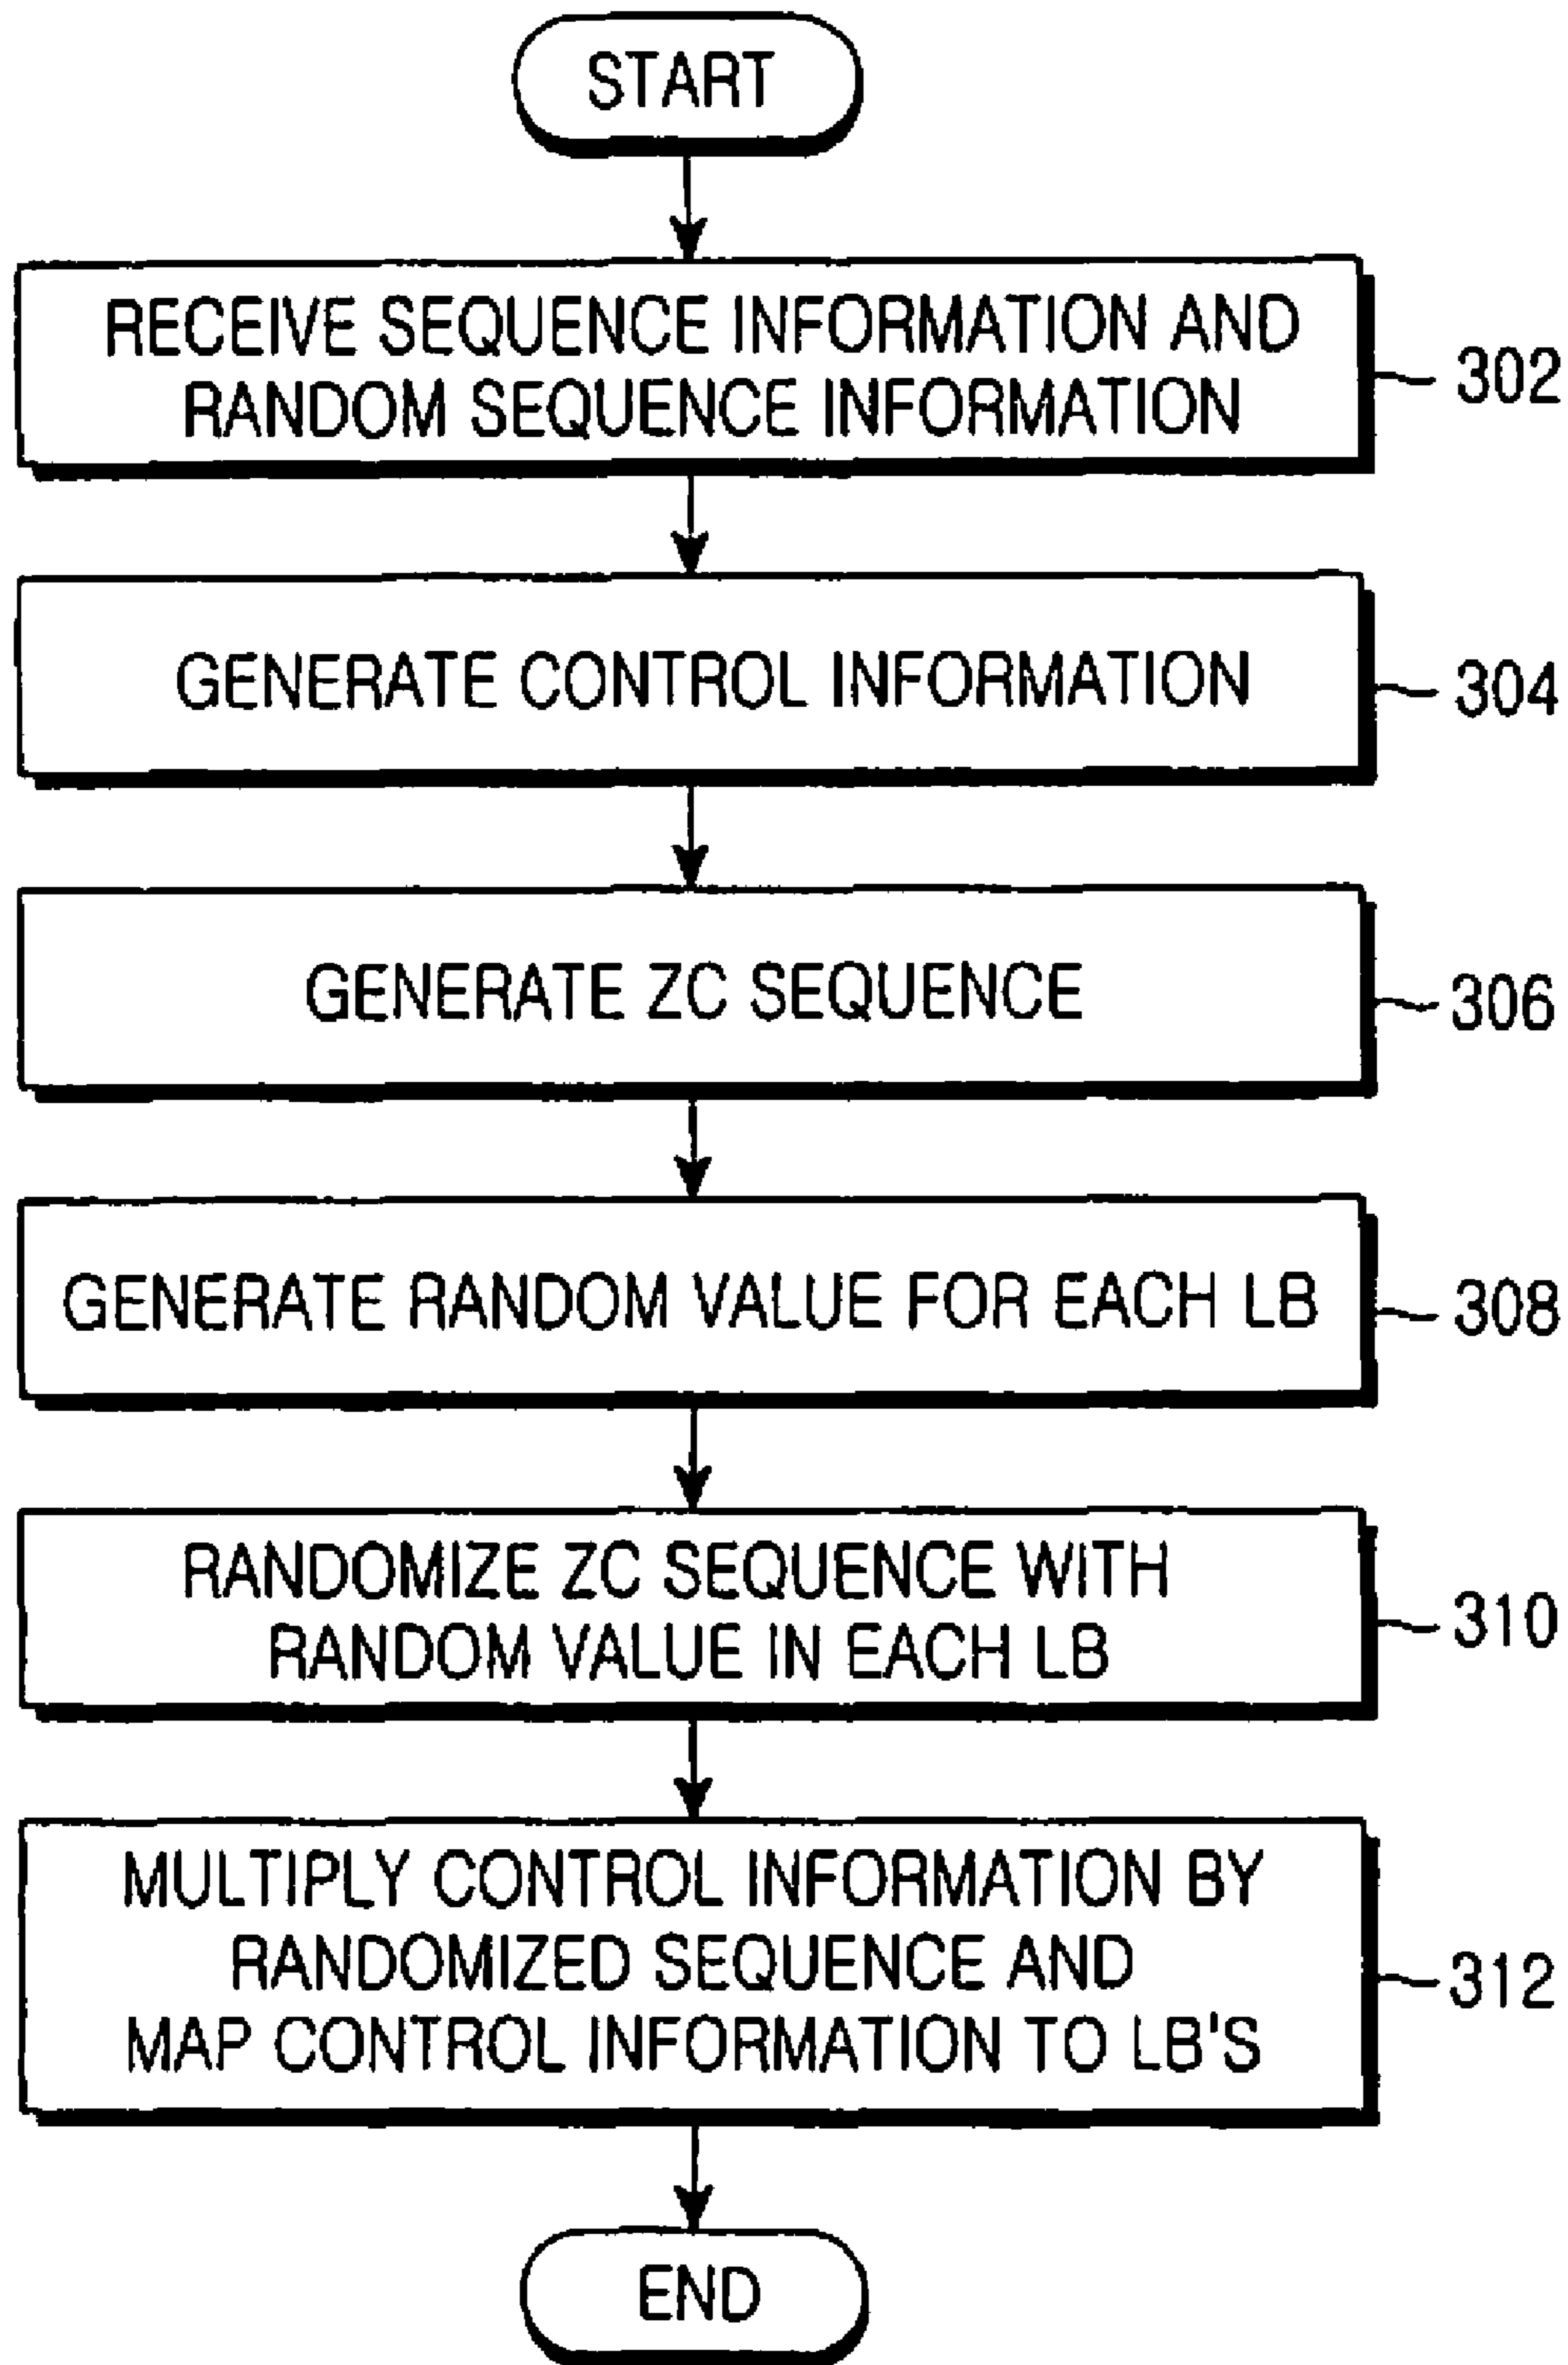 START
RECEIVE SEQUENCE INFORMATION AND
RANDOM SEQUENCE INFORMATION
302
GENERATE CONTROL INFORMATION
304
GENERATE ZC SEQUENCE
306
GENERATE RANDOM VALUE FOR EACH LB
308
RANDOMIZE ZC SEQUENCE WITH
RANDOM VALUE IN EACH LB
310
MULTIPLY CONTROL INFORMATION BY
RANDOMIZED SEQUENCE AND
MAP CONTROL INFORMATION TO LB'S
312
END